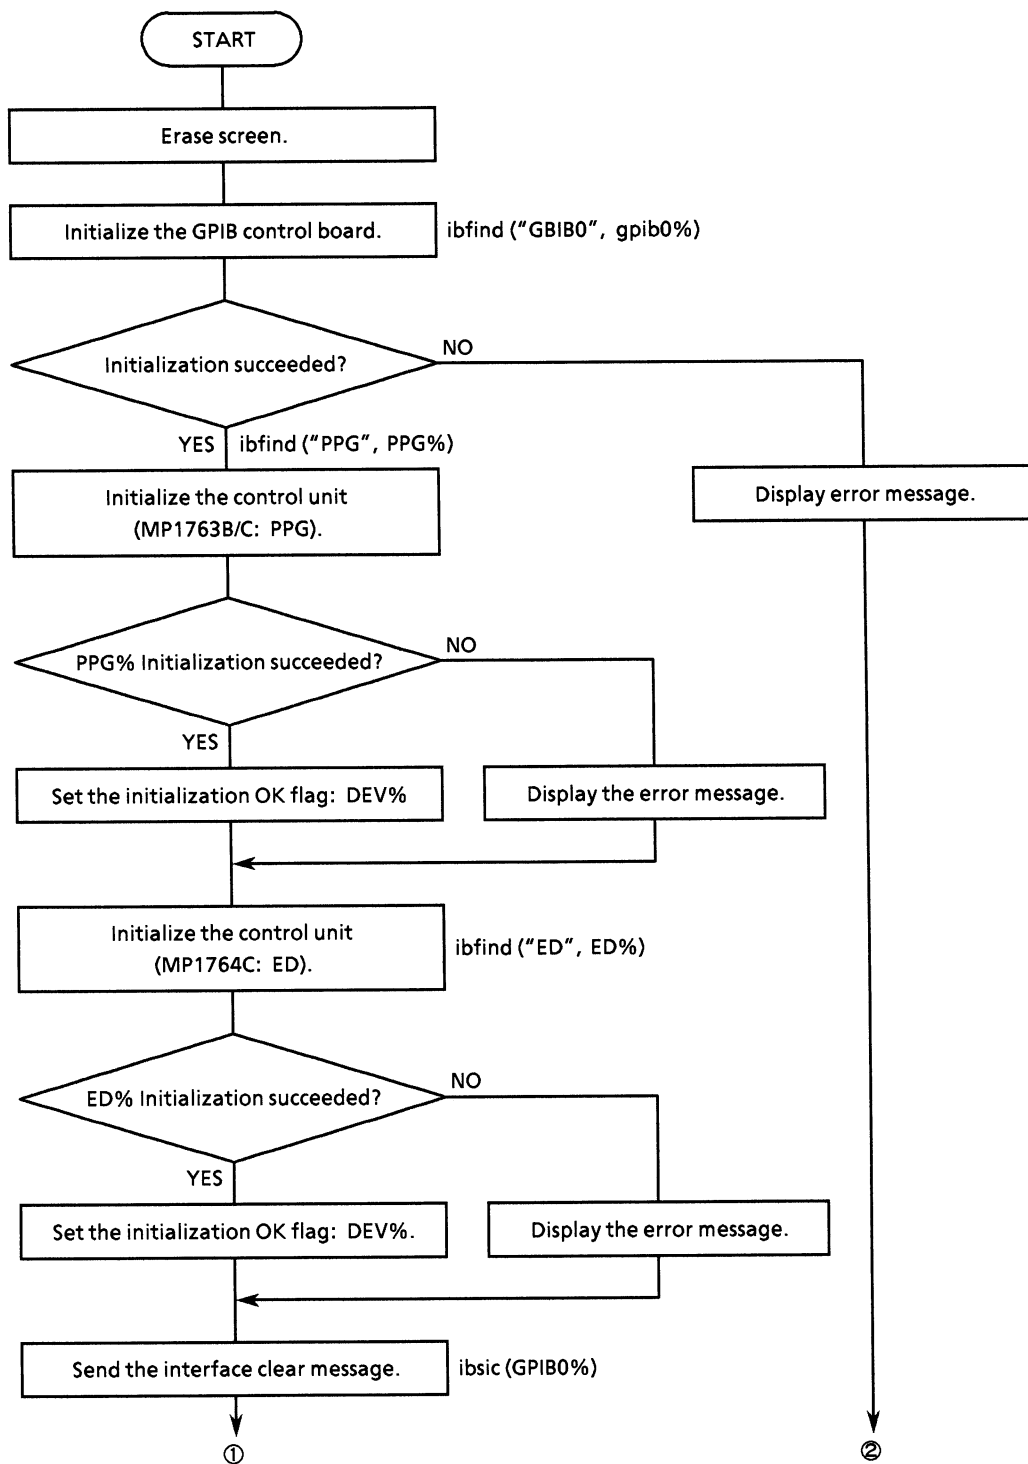 START
Erase screen.
Initialize the GPIB control board.
ibfind ("GBIB0", gpib0%)
Initialization succeeded?
NO
YES
ibfind ("PPG", PPG%)
Initialize the control unit
(MP1763B/C: PPG).
Display error message.
PPG% Initialization succeeded?
NO
YES
Set the initialization OK flag: DEV%
Display the error message.
Initialize the control unit
(MP1764C: ED).
ibfind ("ED", ED%)
ED% Initialization succeeded?
NO
YES
Set the initialization OK flag: DEV%.
Display the error message.
Send the interface clear message.
ibsic (GPIB0%)
①
②